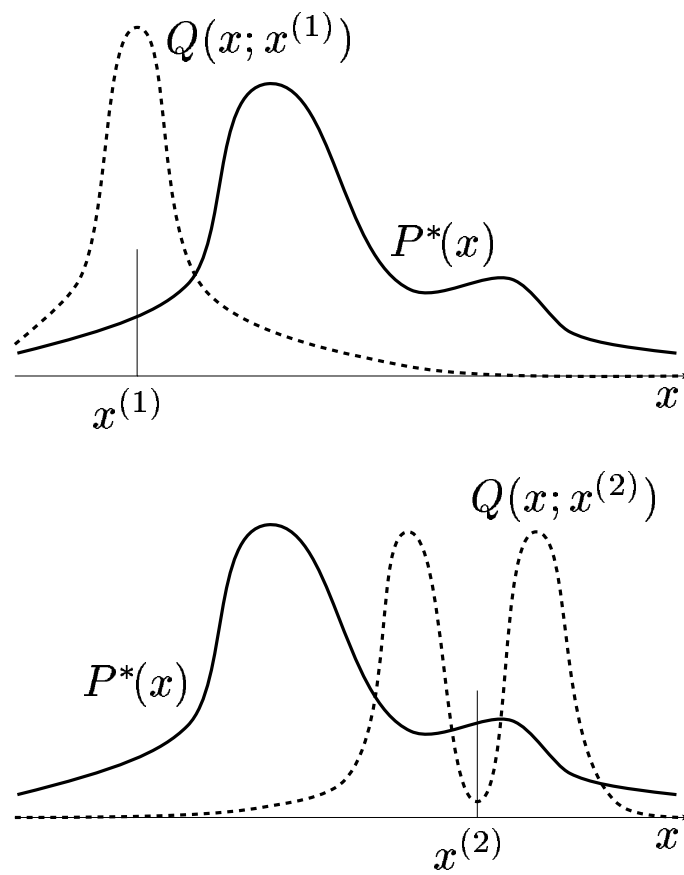 Q(x; x^{(1)})
P*(x)
x^{(1)}
x
Q(x; x^{(2)})
P*(x)
x^{(2)}
x